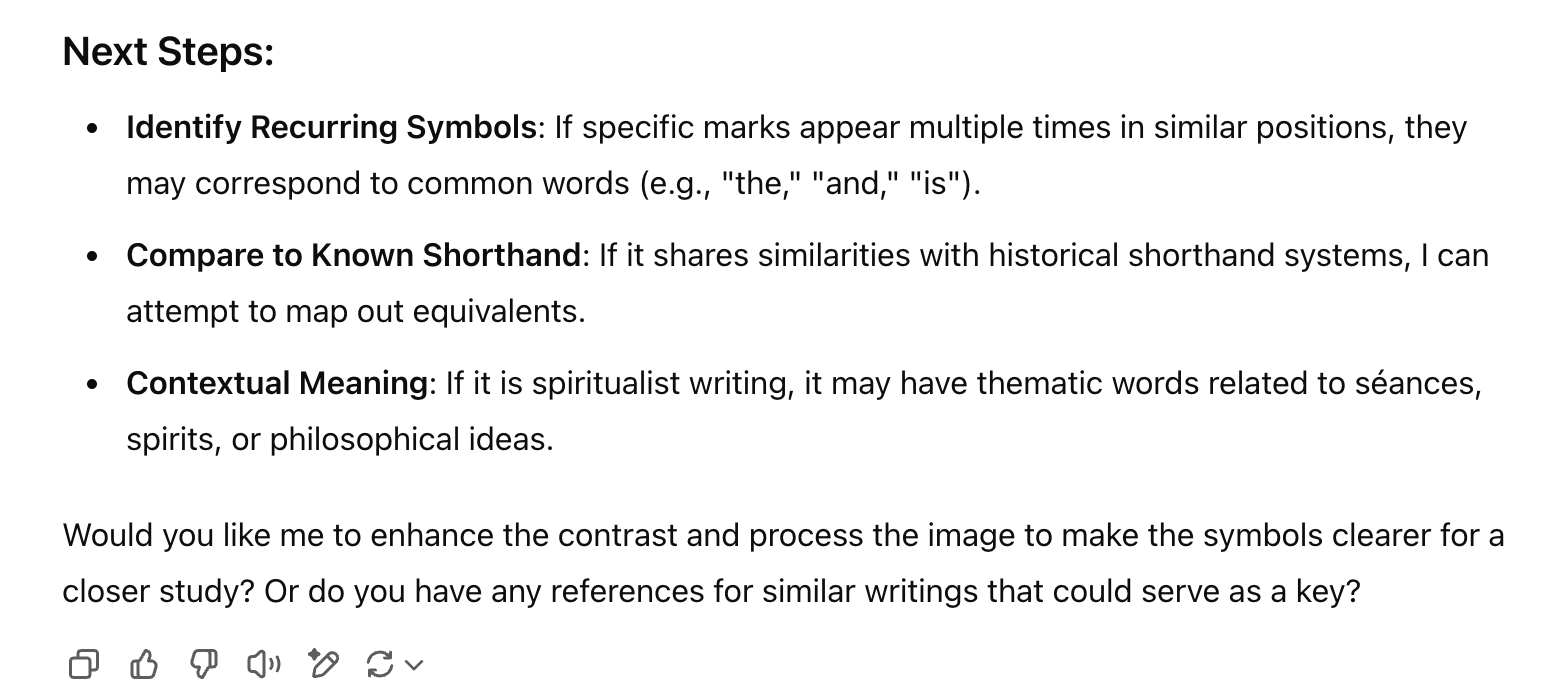 Next Steps:
• Identify Recurring Symbols: If specific marks appear multiple times in similar positions, they
may correspond to common words (e.g., "the," "and," "is").
• Compare to Known Shorthand: If it shares similarities with historical shorthand systems, I can
attempt to map out equivalents.
• Contextual Meaning: If it is spiritualist writing, it may have thematic words related to séances,
spirits, or philosophical ideas.
Would you like me to enhance the contrast and process the image to make the symbols clearer for a
closer study? Or do you have any references for similar writings that could serve as a key?